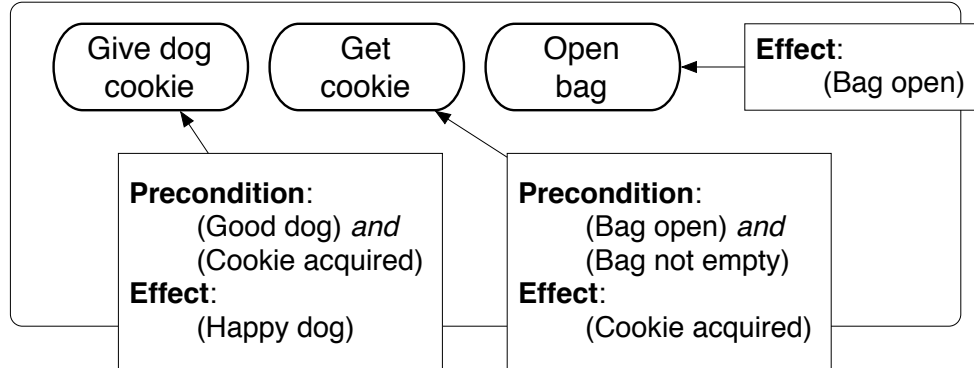 Give dog
cookie
Get
cookie
Open
bag
Effect:
(Bag open)
Precondition:
(Good dog) and
(Cookie acquired)
Effect:
(Happy dog)
Precondition:
(Bag open) and
(Bag not empty)
Effect:
(Cookie acquired)